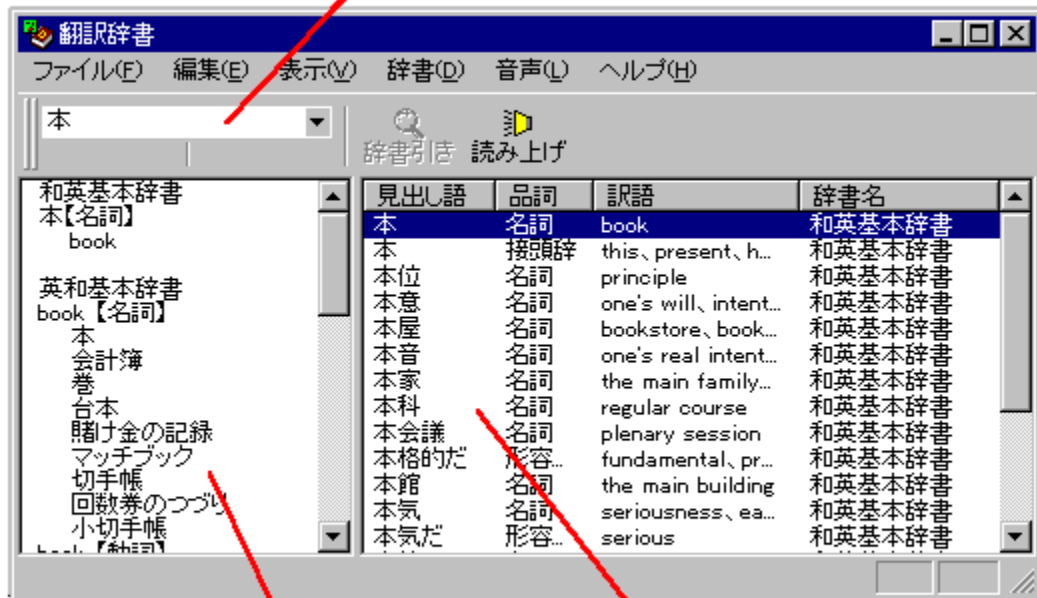 翻訳辞書
ファイル(F) 編集(E) 表示(V) 辞書(D) 音声(L) ヘルプ(H)
本
辞書引き 読み上げ
和英基本辞書
本【名詞】
book
英和基本辞書
book【名詞】
本
会計簿
巻
台本
賭け金の記録
マッチブック
切手帳
回数券のつづり
小切手帳
book【動詞】
見出し語 品詞 訳語 辞書名
本 名詞 book 和英基本辞書
本 接頭辞 this、present、h... 和英基本辞書
本位 名詞 principle 和英基本辞書
本意 名詞 one's will、intent... 和英基本辞書
本屋 名詞 bookstore、book... 和英基本辞書
本音 名詞 one's real intent... 和英基本辞書
本家 名詞 the main family... 和英基本辞書
本科 名詞 regular course 和英基本辞書
本会議 名詞 plenary session 和英基本辞書
本格的だ 形容... fundamental、pr... 和英基本辞書
本館 名詞 the main building 和英基本辞書
本気 名詞 seriousness、ea... 和英基本辞書
本気だ 形容... serious 和英基本辞書